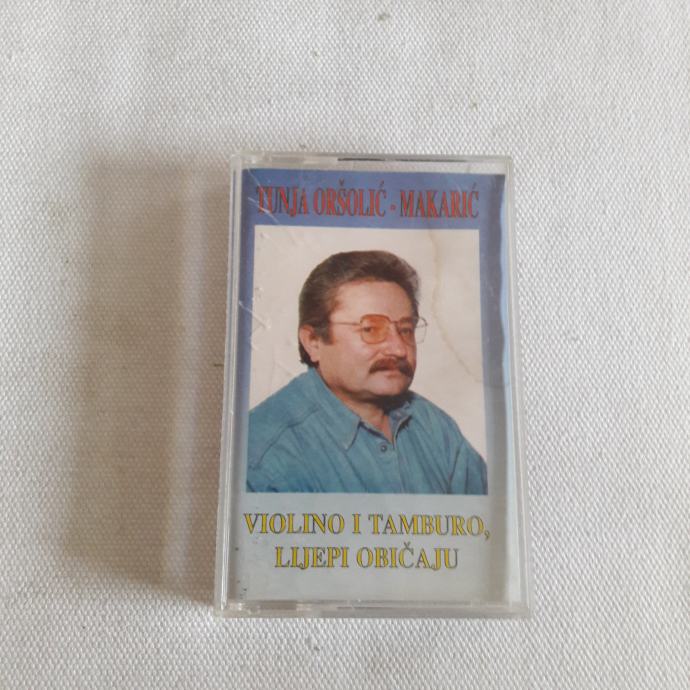 TUNJA ORŠOLIĆ - MAKARIĆ
VIOLINO I TAMBURO,
LIJEPI OBIČAJU